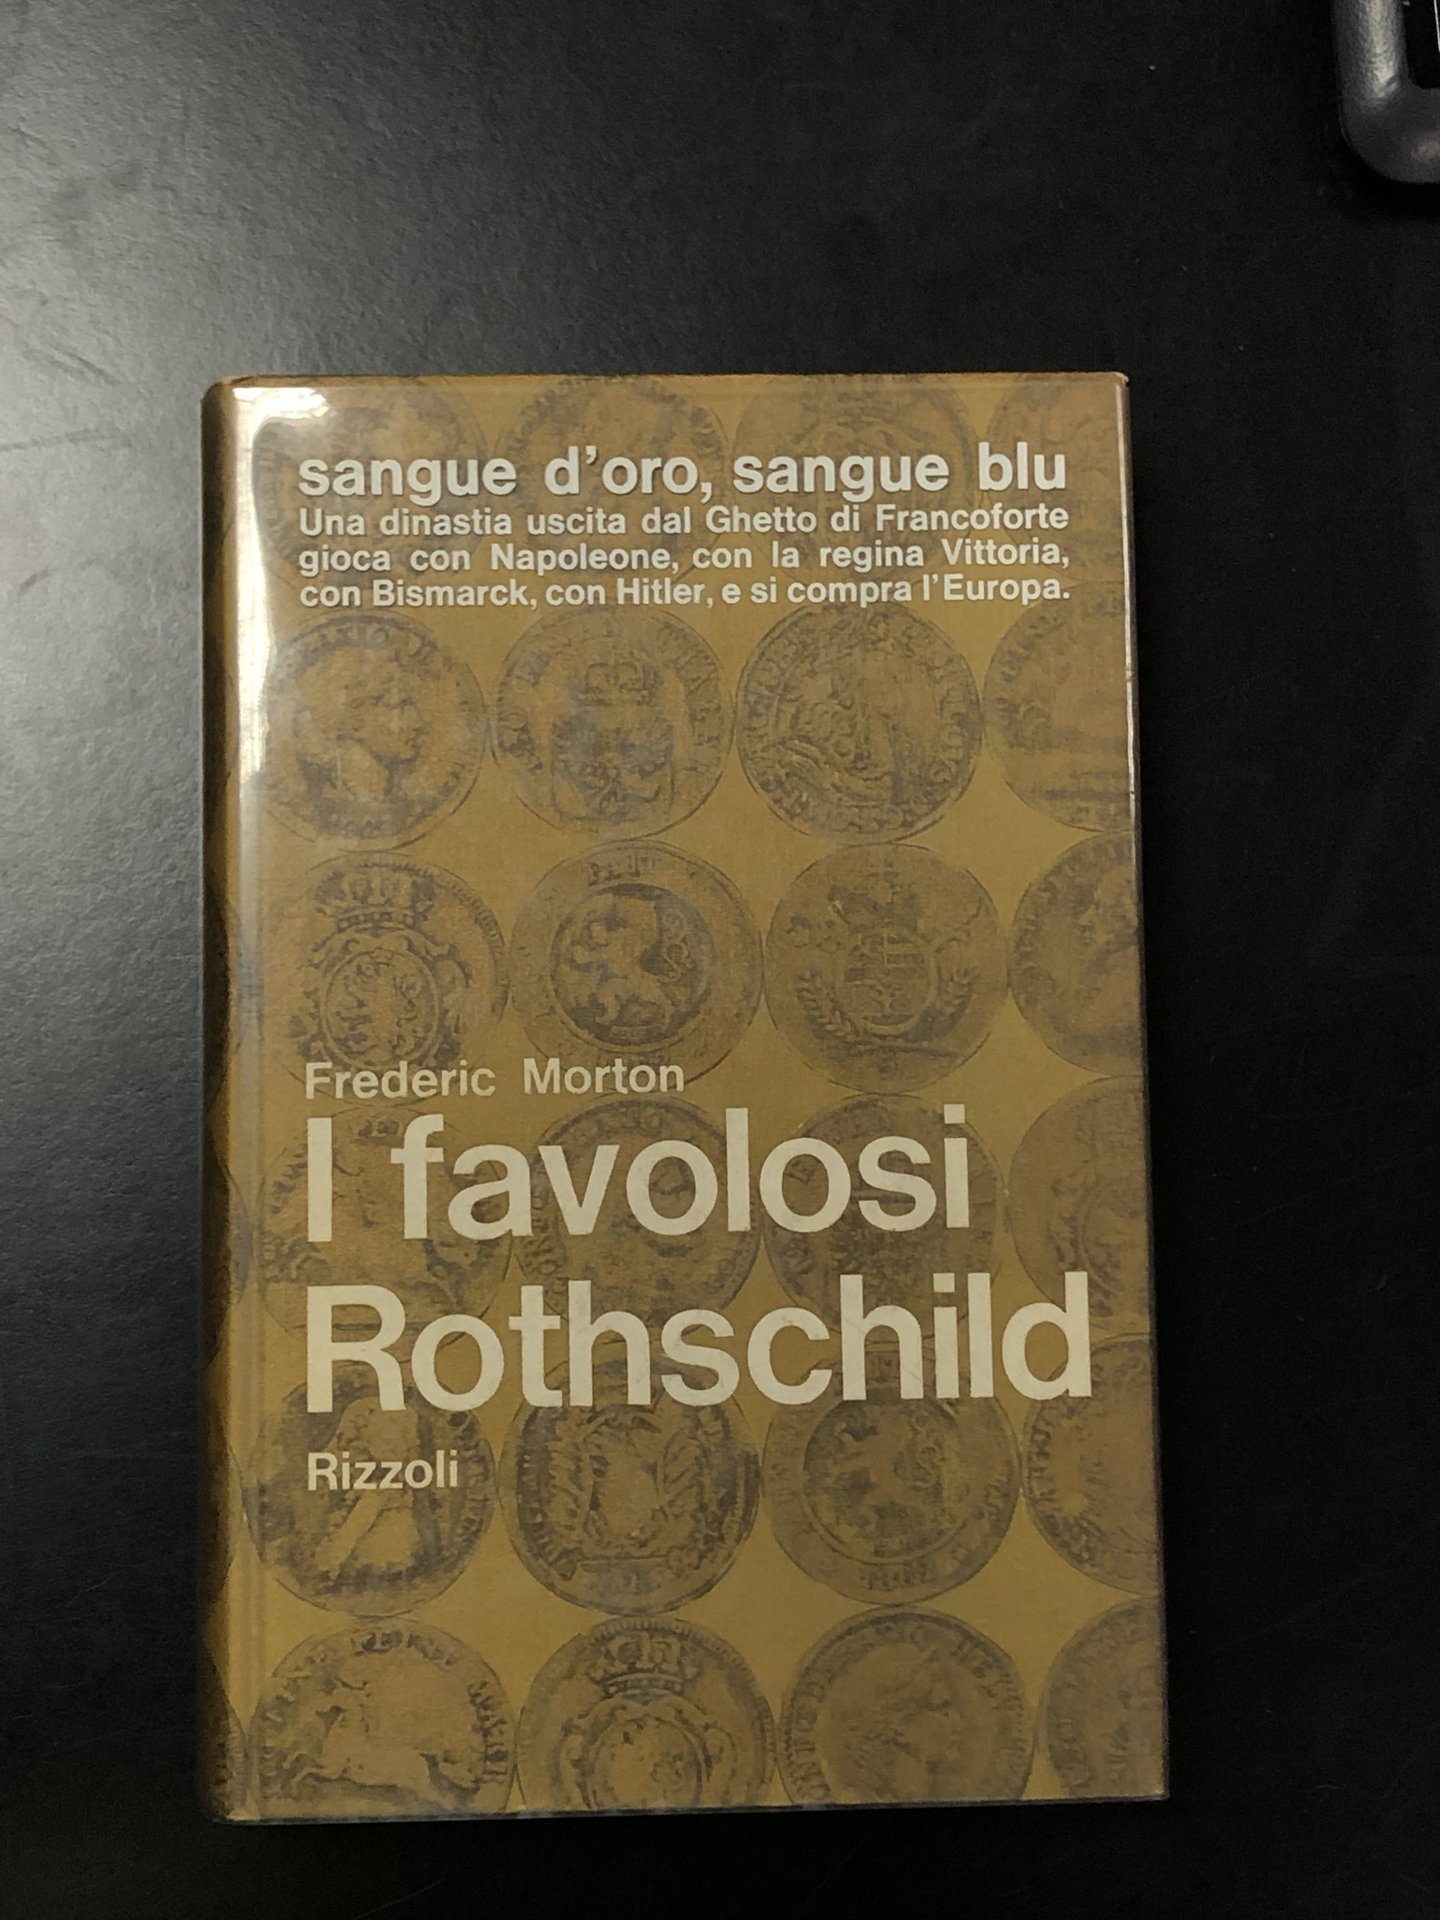 sangue d'oro, sangue blu
Una dinastia uscita dal Ghetto di Francoforte
gioca con Napoleone, con la regina Vittoria,
con Bismarck, con Hitler, e si compra l'Europa.
Frederic Morton
I favolosi
Rothschild
Rizzoli